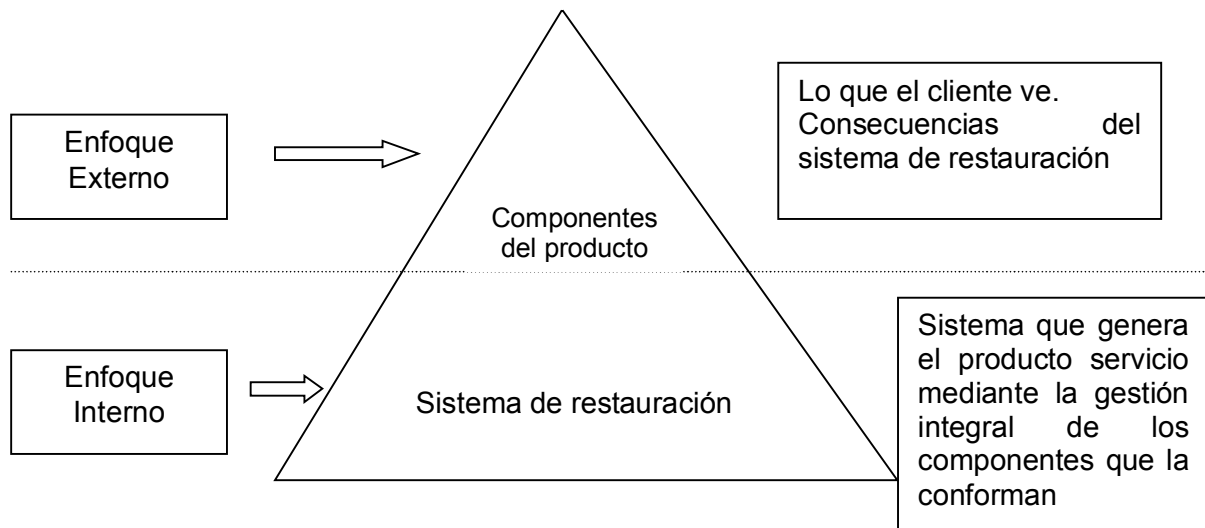 Lo que el cliente ve.
Consecuencias del
sistema de restauración
Enfoque
Externo
Componentes
del producto
Sistema que genera
el producto servicio
mediante la gestión
integral de los
componentes que la
conforman
Enfoque
Interno
Sistema de restauración